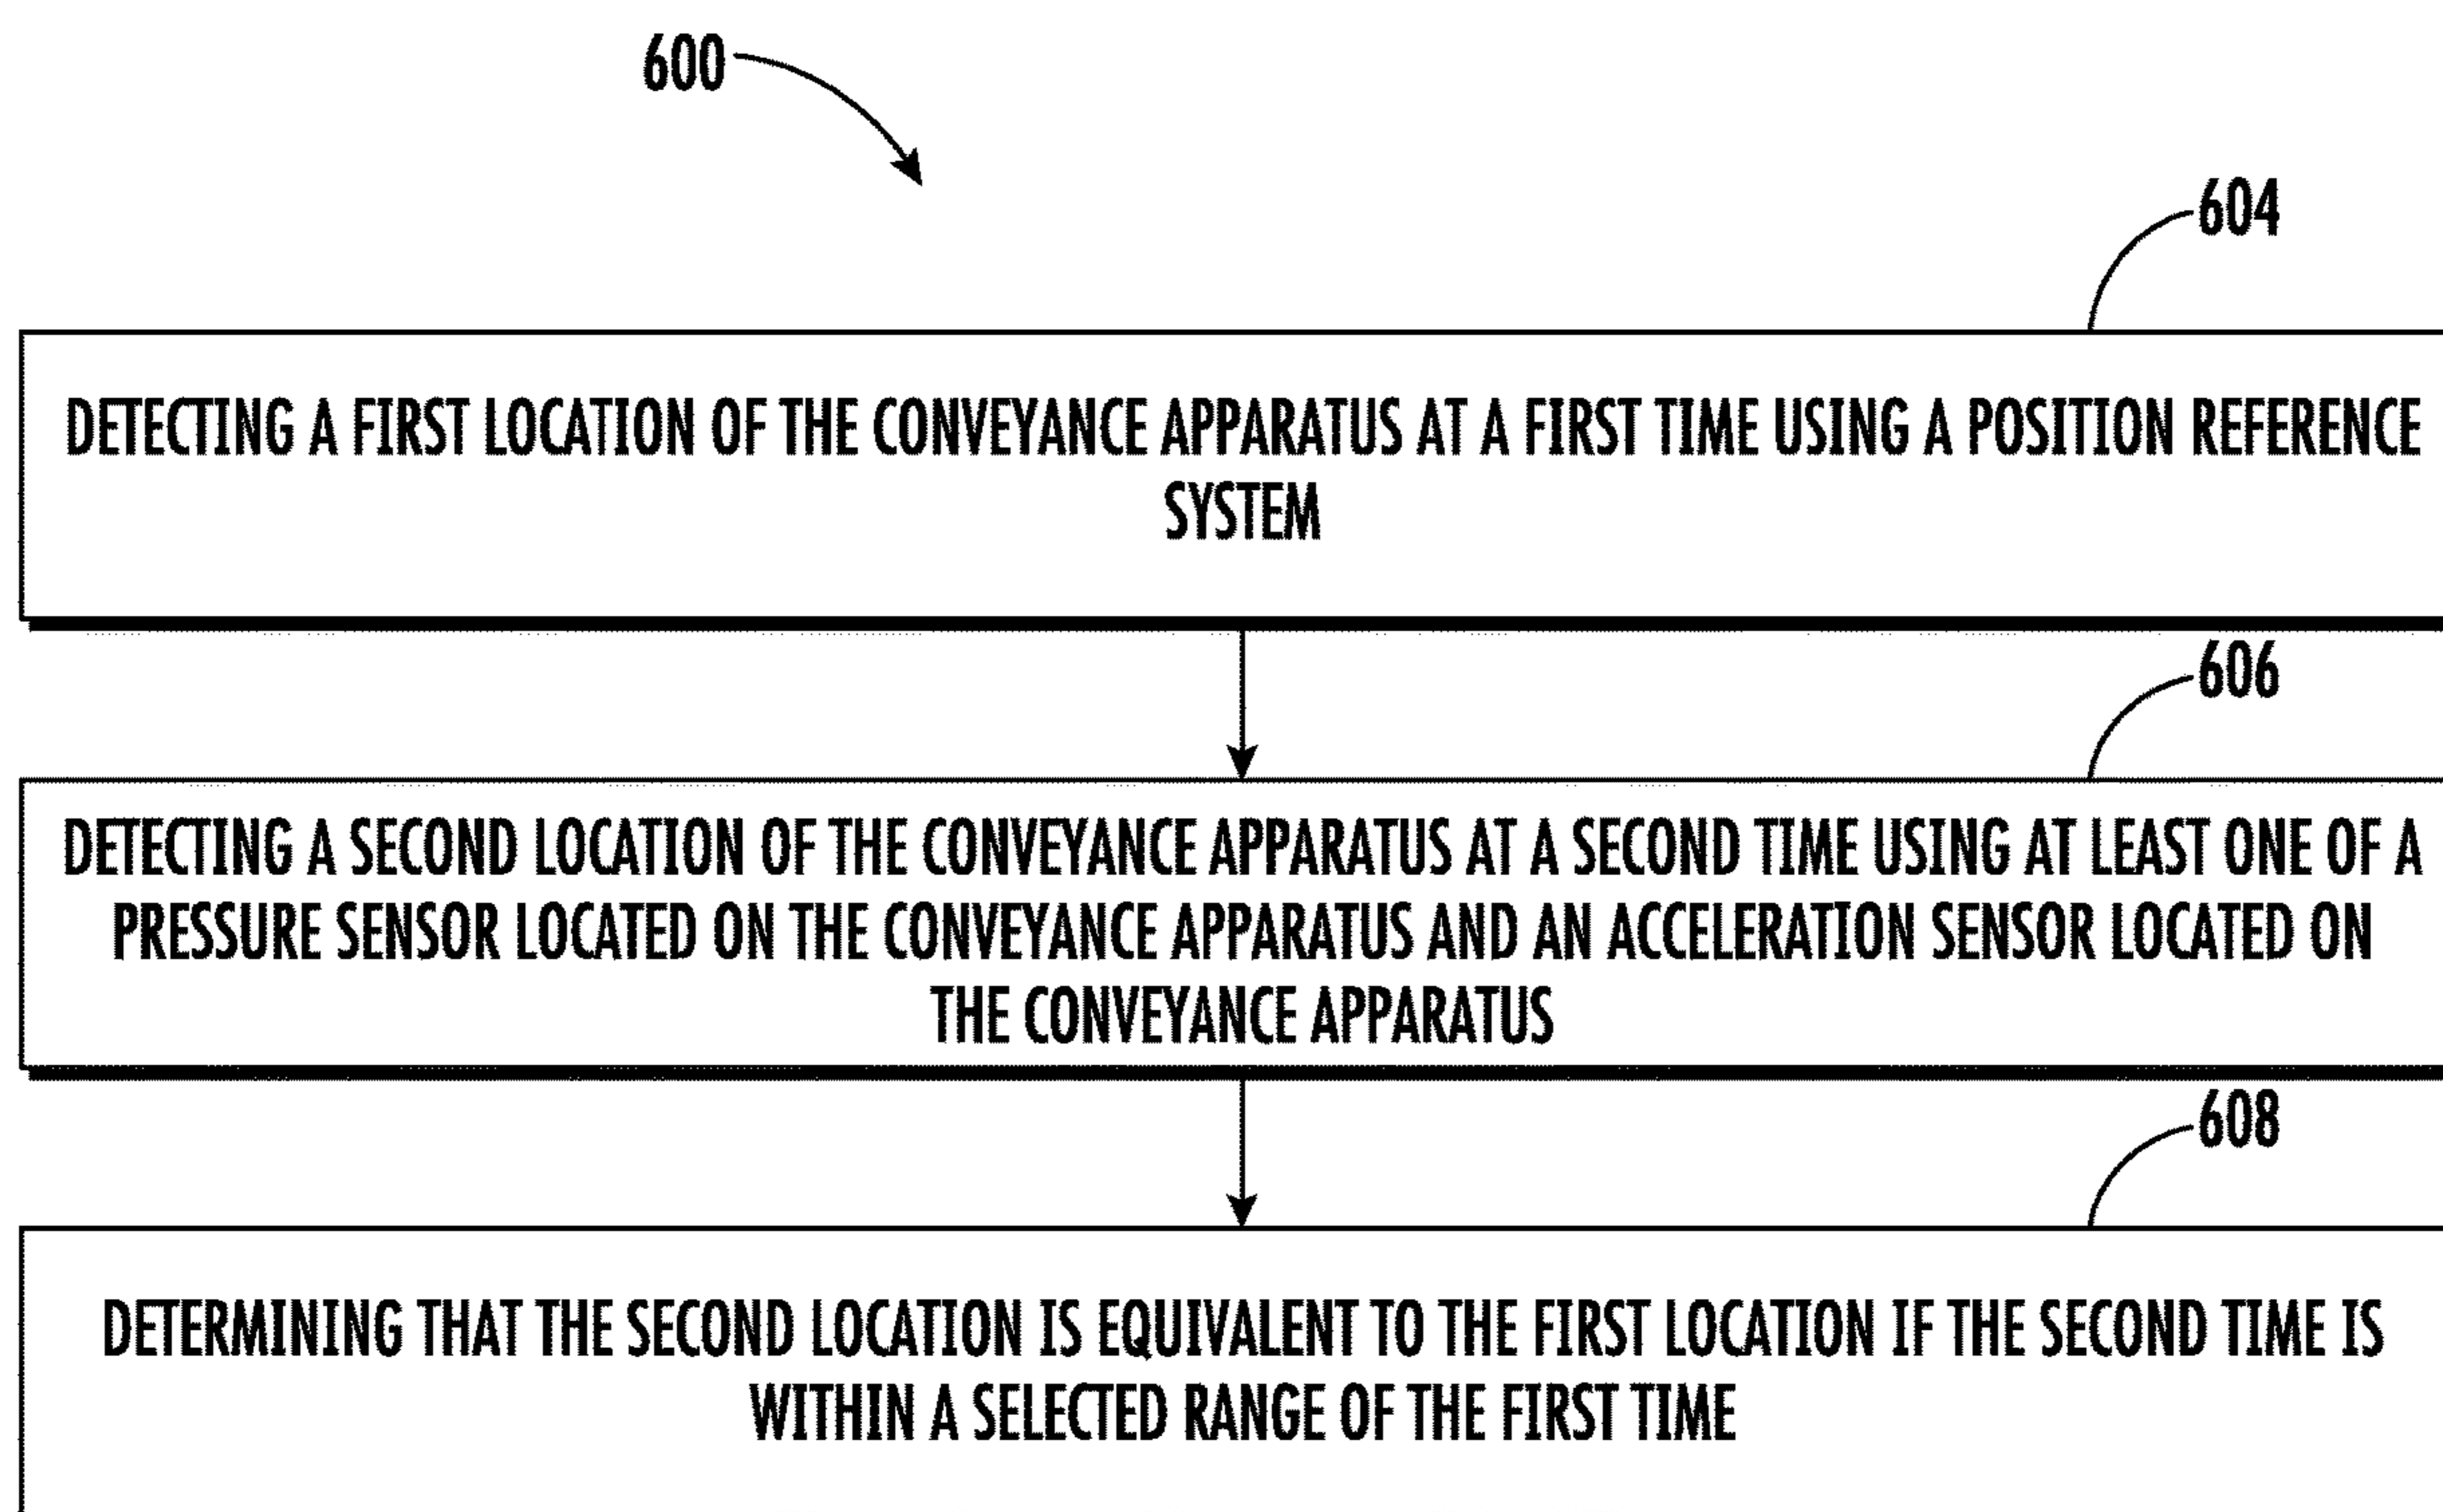 600
604
DETECTING A FIRST LOCATION OF THE CONVEYANCE APPARATUS AT A FIRST TIME USING A POSITION REFERENCE
SYSTEM
606
DETECTING A SECOND LOCATION OF THE CONVEYANCE APPARATUS AT A SECOND TIME USING AT LEAST ONE OF A
PRESSURE SENSOR LOCATED ON THE CONVEYANCE APPARATUS AND AN ACCELERATION SENSOR LOCATED ON
THE CONVEYANCE APPARATUS
608
DETERMINING THAT THE SECOND LOCATION IS EQUIVALENT TO THE FIRST LOCATION IF THE SECOND TIME IS
WITHIN A SELECTED RANGE OF THE FIRST TIME